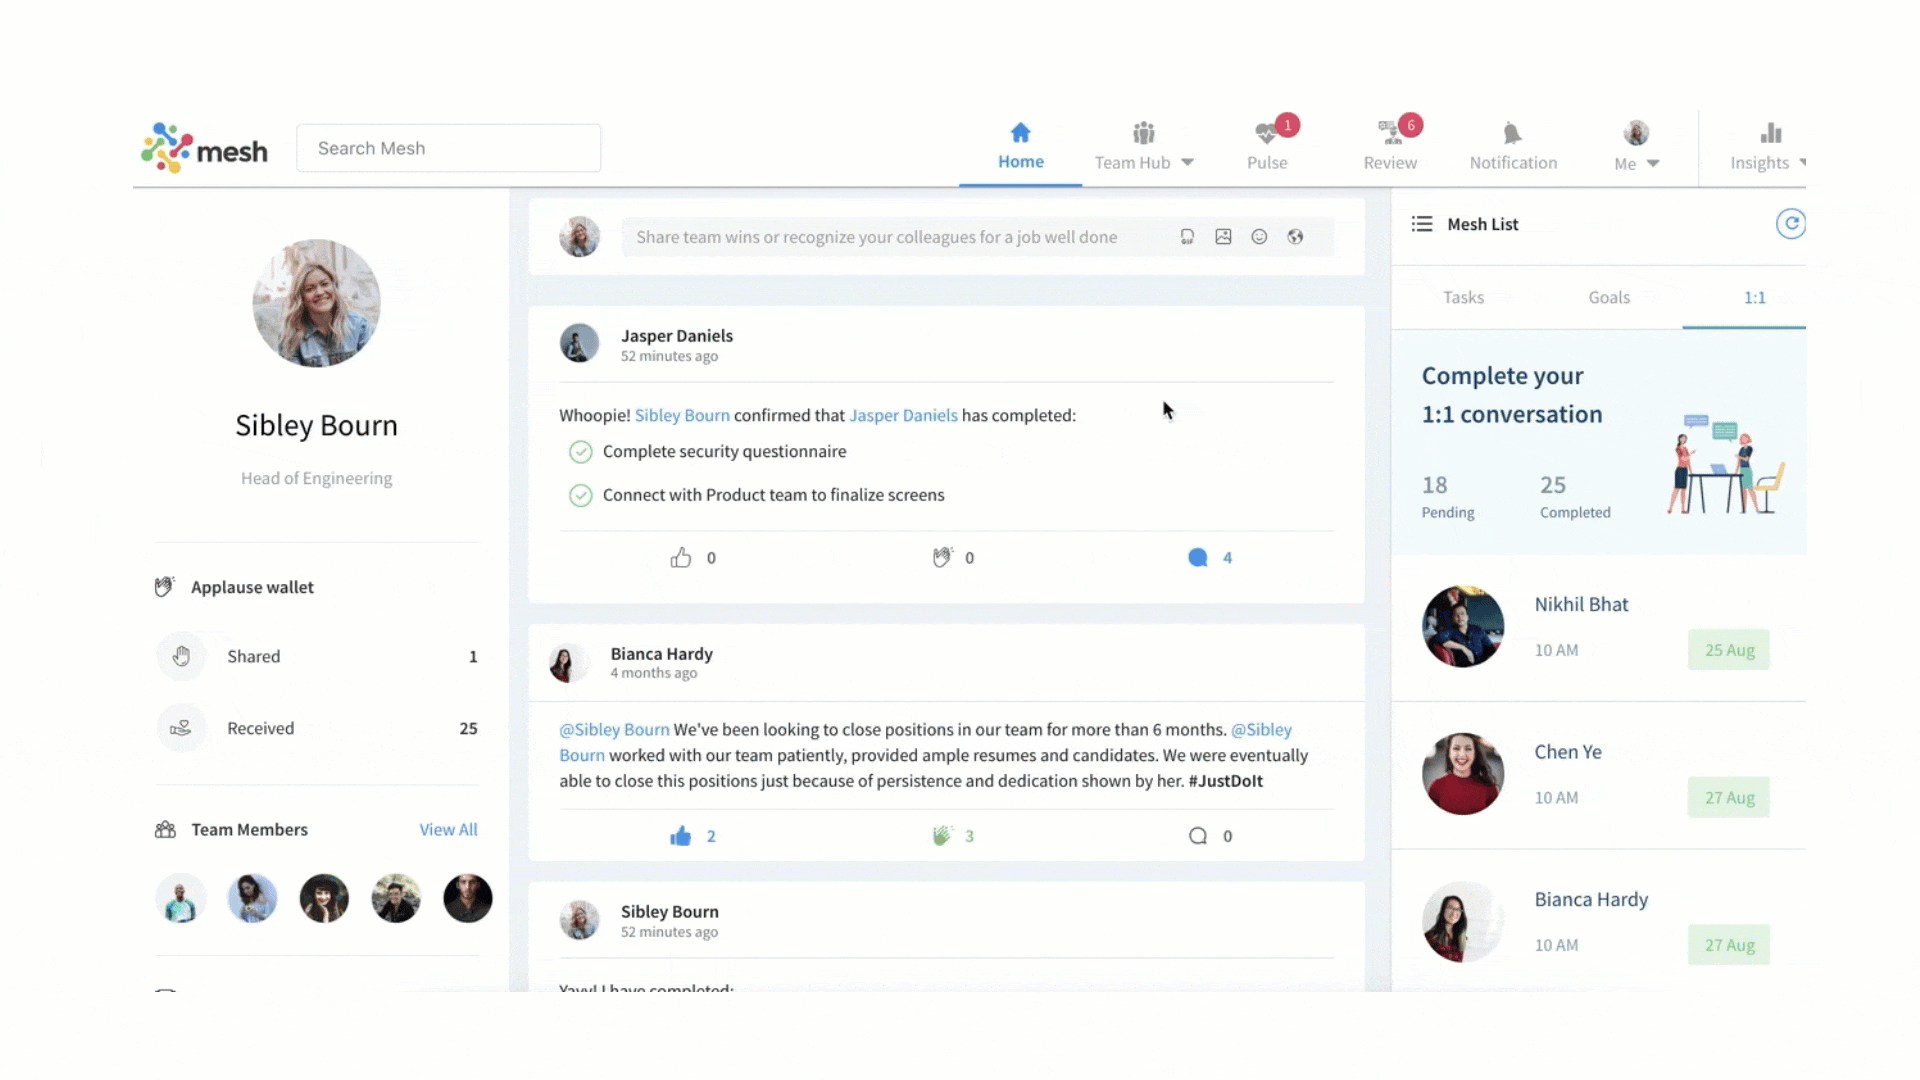 mesh
Search Mesh
Home
Team Hub
Pulse
1
Review
6
Notification
Me
Insights
Sibley Bourn
Head of Engineering
Applause wallet
Shared 1
Received 25
Team Members View All
Share team wins or recognize your colleagues for a job well done
GIF
Jasper Daniels
52 minutes ago
Whoopie! Sibley Bourn confirmed that Jasper Daniels has completed:
Complete security questionnaire
Connect with Product team to finalize screens
0 0 4
Bianca Hardy
4 months ago
@Sibley Bourn We've been looking to close positions in our team for more than 6 months. @Sibley
Bourn worked with our team patiently, provided ample resumes and candidates. We were eventually
able to close this positions just because of persistence and dedication shown by her. #JustDoIt
2 3 0
Sibley Bourn
52 minutes ago
Yayy! I have completed:
Mesh List
Tasks Goals 1:1
Complete your
1:1 conversation
18 25
Pending Completed
Nikhil Bhat
10 AM 25 Aug
Chen Ye
10 AM 27 Aug
Bianca Hardy
10 AM 27 Aug